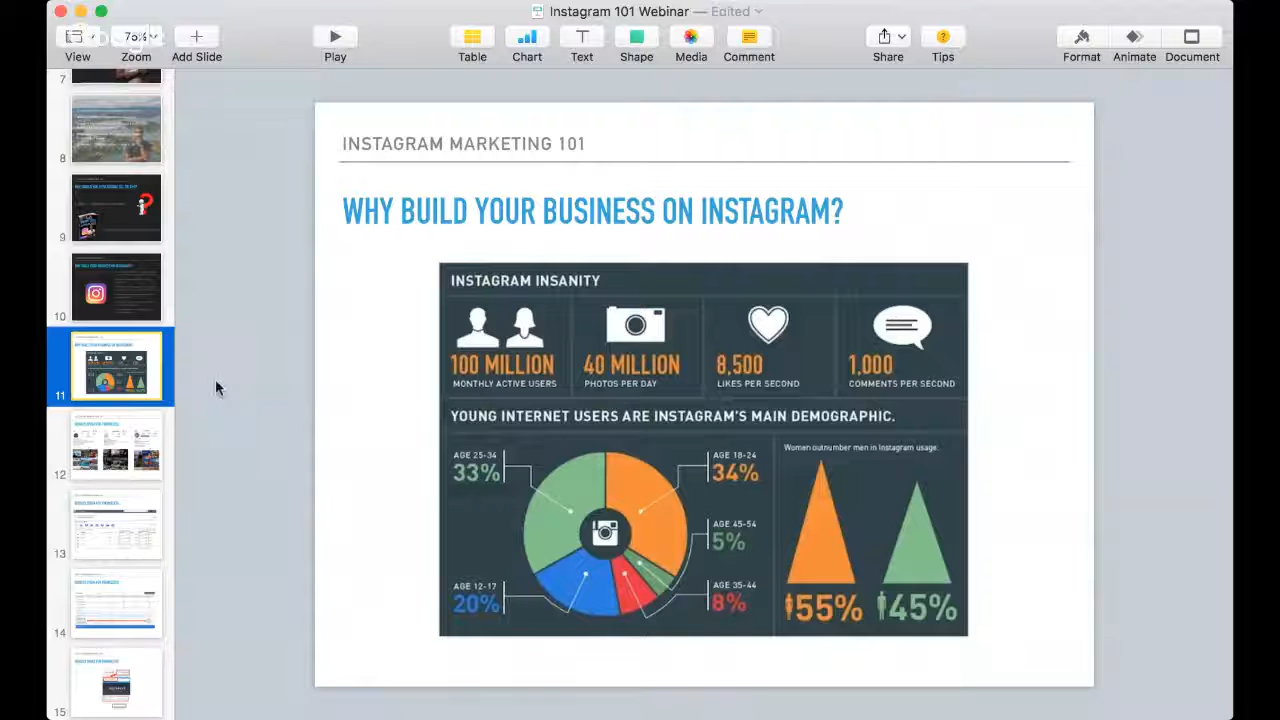 Instagram 101 Webinar — Edited
View
Zoom
Add Slide
Play
Table
Chart
Text
Shape
Media
Comment
Share
Tips
Format
Animate
Document
7
8
9
10
11
12
13
14
15
INSTAGRAM MARKETING 101
WHY BUILD YOUR BUSINESS ON INSTAGRAM?
INSTAGRAM INSANITY
100 MILLION
MONTHLY ACTIVE USERS
40 MILLION
PHOTOS PER DAY
8,500
LIKES PER SECOND
1,000
COMMENTS PER SECOND
YOUNG INTERNET USERS ARE INSTAGRAM'S MAIN DEMOGRAPHIC.
AGE 25-34
33%
AGE 18-24
34%
AGE 45-54
5%
AGE 12-17
20%
AGE 35-44
8%
Women outnumber men in Instagram usage.
55%
45%